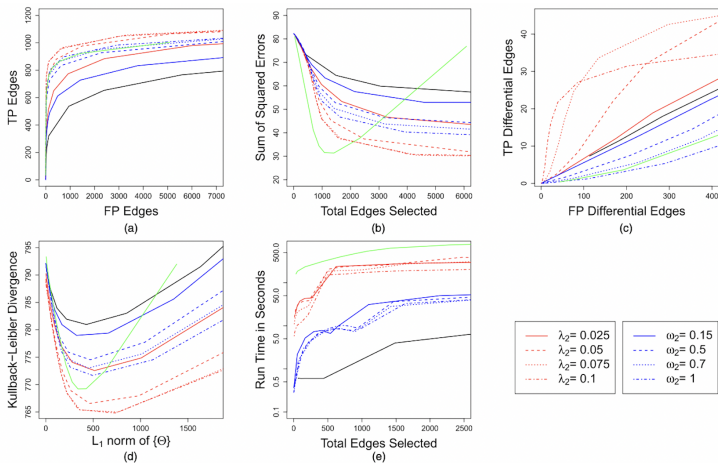 TP Edges
0 200 400 600 800 1000 1200
0 1000 2000 3000 4000 5000 6000 7000
FP Edges
(a)
Sum of Squared Errors
20 30 40 50 60 70 80 90
0 1000 2000 3000 4000 5000 6000
Total Edges Selected
(b)
TP Differential Edges
0 10 20 30 40
0 100 200 300 400
FP Differential Edges
(c)
Kullback−Leibler Divergence
765 770 775 780 785 790 795
0 500 1000 1500
L1 norm of {Θ}
(d)
Run Time in Seconds
0.1 0.5 5.0 50.0 500.0
0 500 1000 1500 2000 2500
Total Edges Selected
(e)
λ2= 0.025
λ2= 0.05
λ2= 0.075
λ2= 0.1
ω2= 0.15
ω2= 0.5
ω2= 0.7
ω2= 1